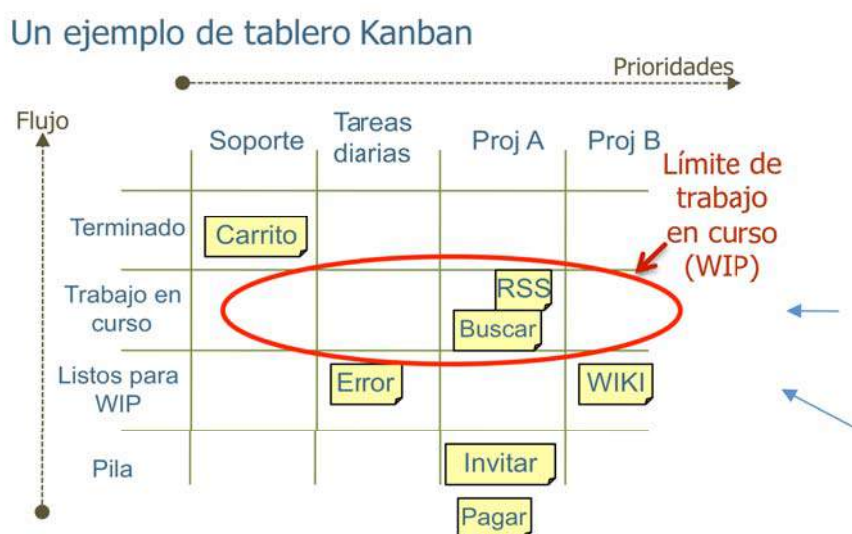 Un ejemplo de tablero Kanban
Prioridades
Flujo
Soporte
Tareas
diarias
Proj A
Proj B
Límite de
trabajo
en curso
(WIP)
Terminado
Carrito
Trabajo en
curso
RSS
Buscar
Listos para
WIP
Error
WIKI
Pila
Invitar
Pagar